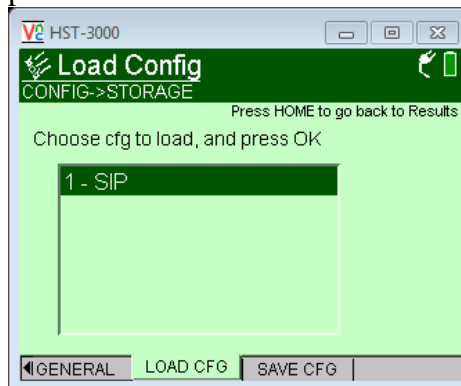 V2 HST-3000
Load Config
CONFIG->STORAGE
Press HOME to go back to Results
Choose cfg to load, and press OK
1 - SIP
GENERAL LOAD CFG SAVE CFG